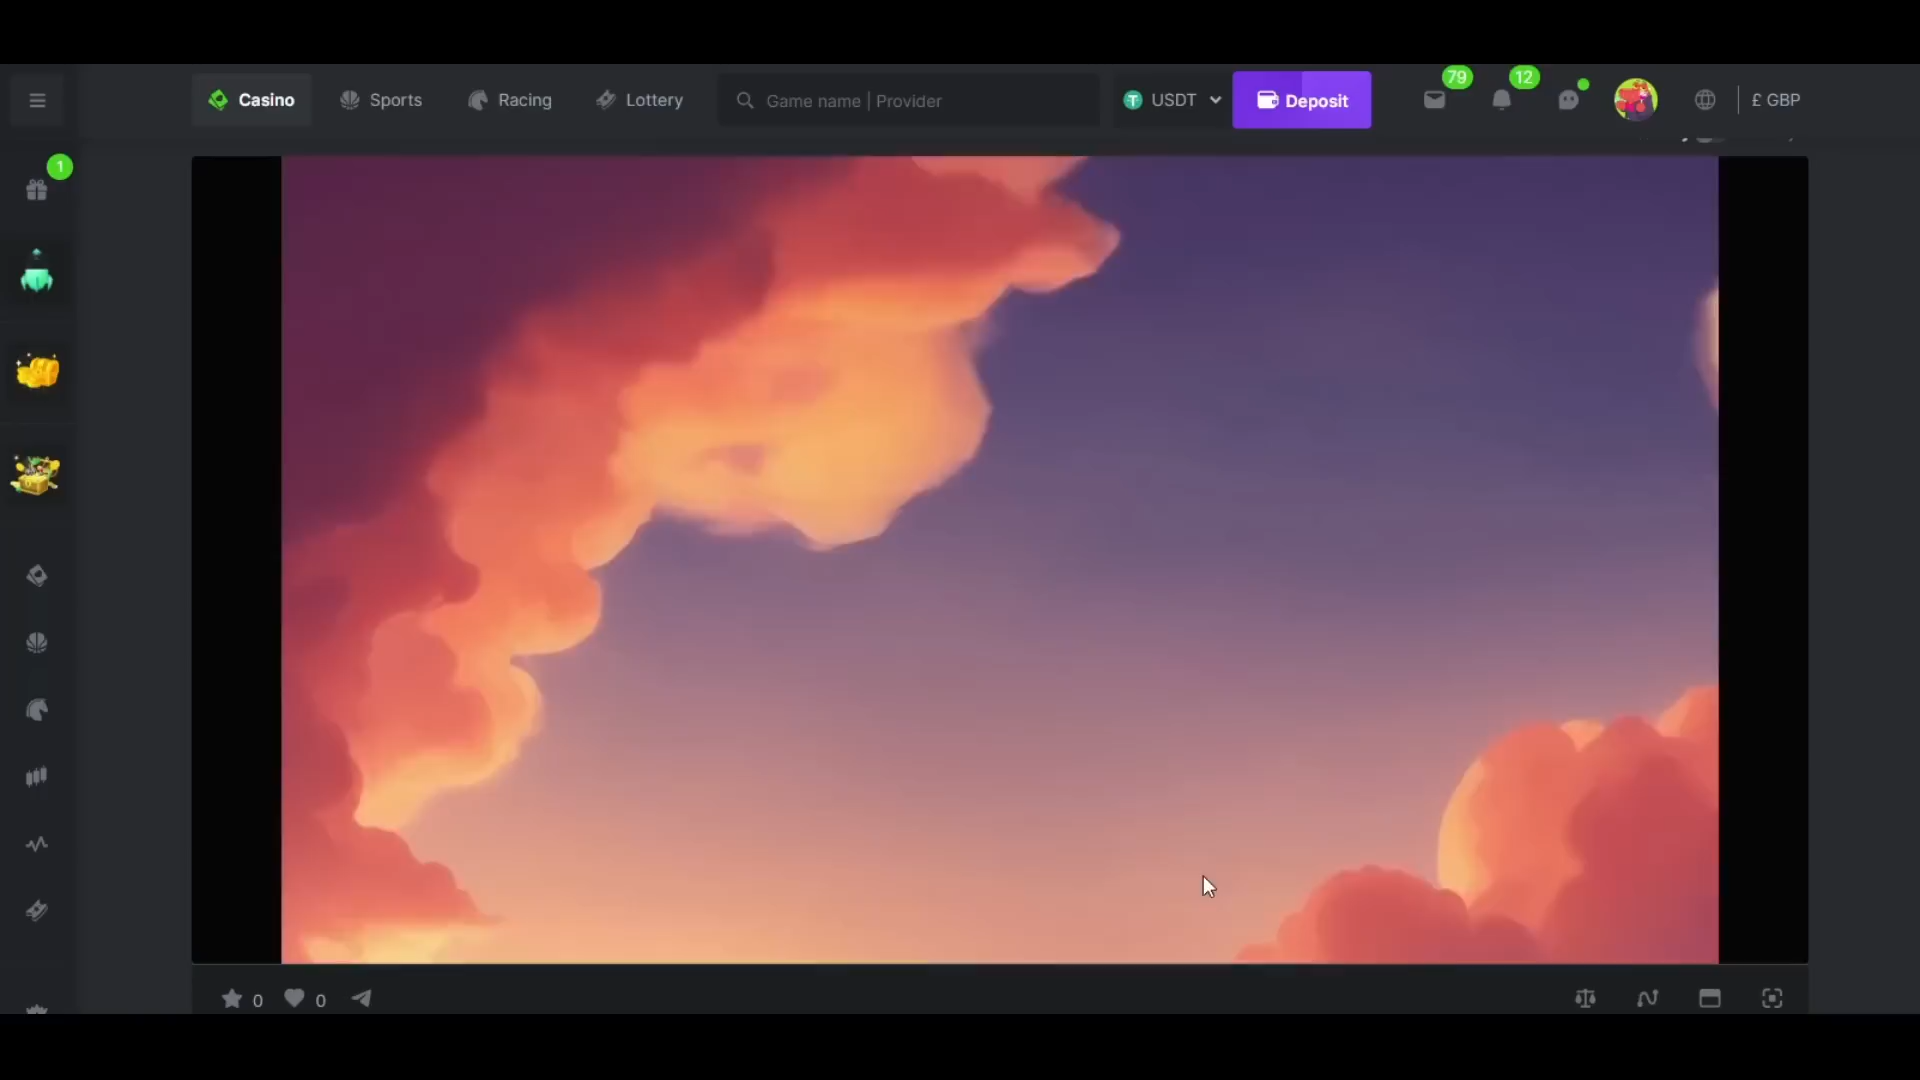 Casino
Sports
Racing
Lottery
Game name | Provider
USDT
Deposit
79
12
£ GBP
1
0
0